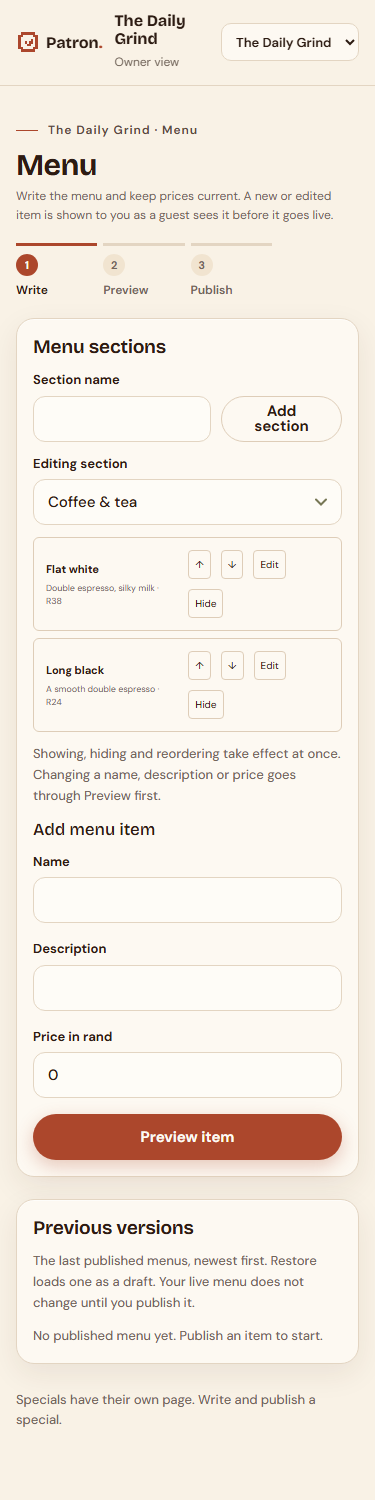 Patron.
The Daily
Grind
Owner view
The Daily Grind
The Daily Grind · Menu
Menu
Write the menu and keep prices current. A new or edited
item is shown to you as a guest sees it before it goes live.
1
2
3
Write
Preview
Publish
Menu sections
Section name
Add
section
Editing section
Coffee & tea
Flat white
Double espresso, silky milk ·
R38
↑
↓
Edit
Hide
Long black
A smooth double espresso ·
R24
↑
↓
Edit
Hide
Showing, hiding and reordering take effect at once.
Changing a name, description or price goes
through Preview first.
Add menu item
Name
Description
Price in rand
0
Preview item
Previous versions
The last published menus, newest first. Restore
loads one as a draft. Your live menu does not
change until you publish it.
No published menu yet. Publish an item to start.
Specials have their own page. Write and publish a
special.